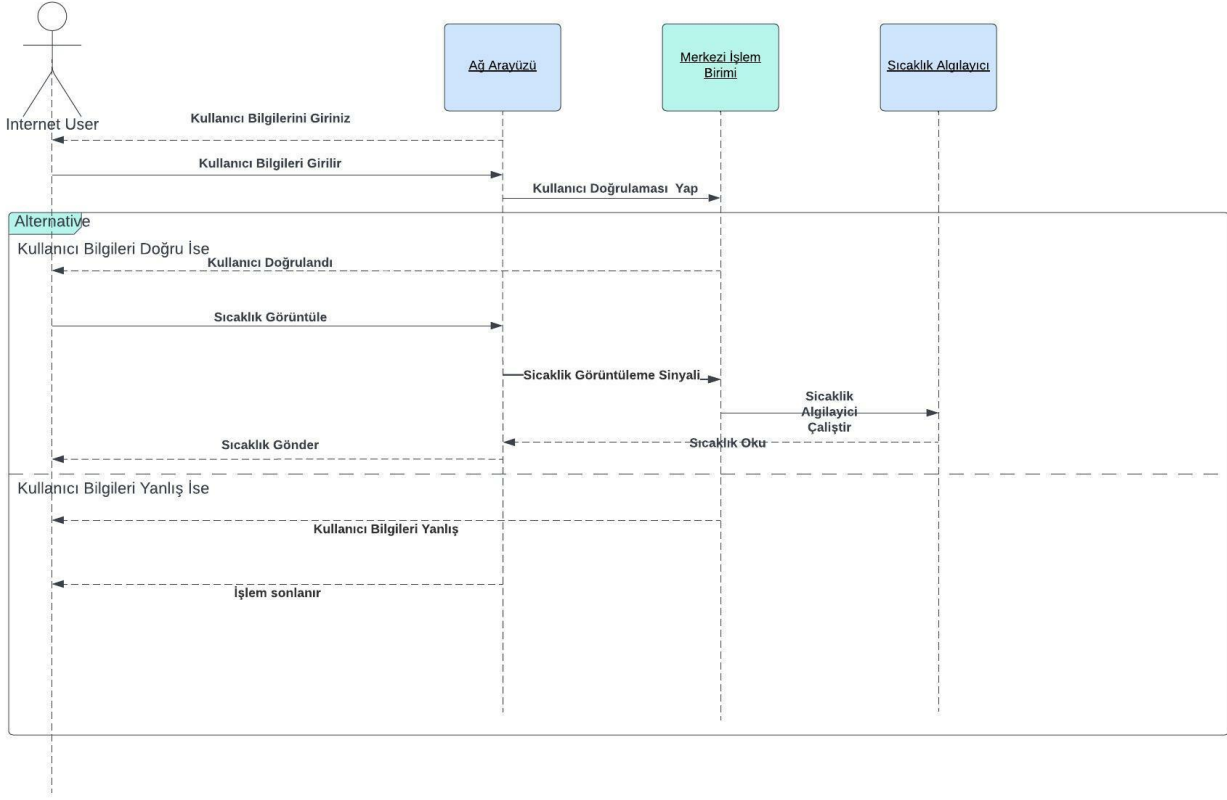 Ağ Arayüzü
Merkezi İşlem
Birimi
Sıcaklık Algılayıcı
Internet User
Kullanıcı Bilgilerini Giriniz
Kullanıcı Bilgileri Girilir
Kullanıcı Doğrulaması Yap
Alternative
Kullanıcı Bilgileri Doğru İse
Kullanıcı Doğrulandı
Sıcaklık Görüntüle
Sicaklik Görüntüleme Sinyali
Sicaklik
Algilayici
Çaliştir
Sıcaklık Oku
Sıcaklık Gönder
Kullanıcı Bilgileri Yanlış İse
Kullanıcı Bilgileri Yanlış
İşlem sonlanır